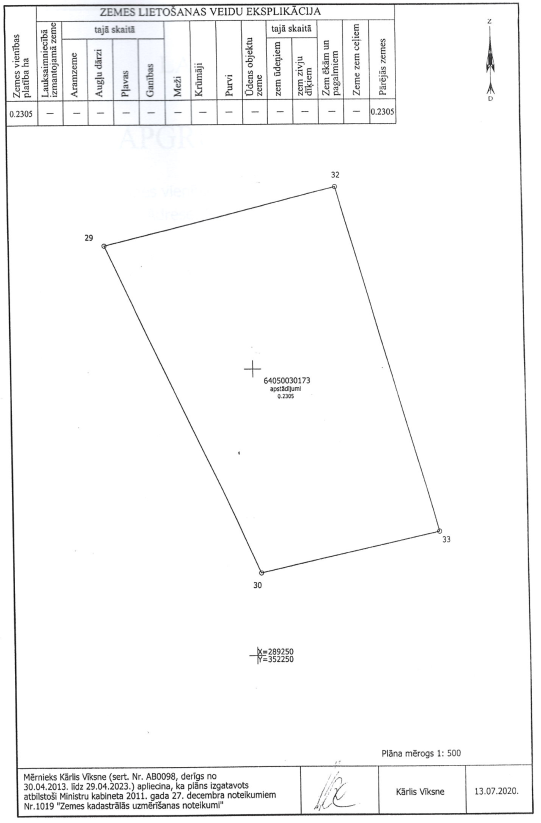 ZEMES LIETOŠANAS VEIDU EKSPLIKĀCIJA
Zemes vienības
platība ha
Lauksaimniecībā
izmantojamā zeme
tajā skaitā
Aramzeme
Augļu dārzi
Pļavas
Ganības
Meži
Krūmāji
Purvi
Ūdens objektu
zeme
tajā skaitā
zem ūdeņiem
zem zivju
dīķiem
Zem ēkām un
pagalmiem
Zeme zem ceļiem
Pārējās zemes
0.2305 — — — — — — — — — — — — — — 0.2305
Z
D
32
29
64050030173
apstādījumi
0.2305
33
30
X=289250
Y=352250
Plāna mērogs 1: 500
Mērnieks Kārlis Vīksne (sert. Nr. AB0098, derīgs no
30.04.2013. līdz 29.04.2023.) apliecina, ka plāns izgatavots
atbilstoši Ministru kabineta 2011. gada 27. decembra noteikumiem
Nr.1019 "Zemes kadastrālās uzmērīšanas noteikumi"
Kārlis Vīksne
13.07.2020.